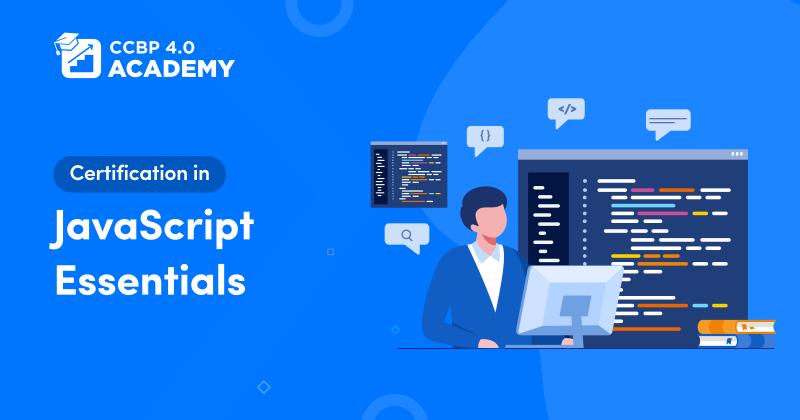 CCBP 4.0
ACADEMY
Certification in
JavaScript
Essentials
{}
</>